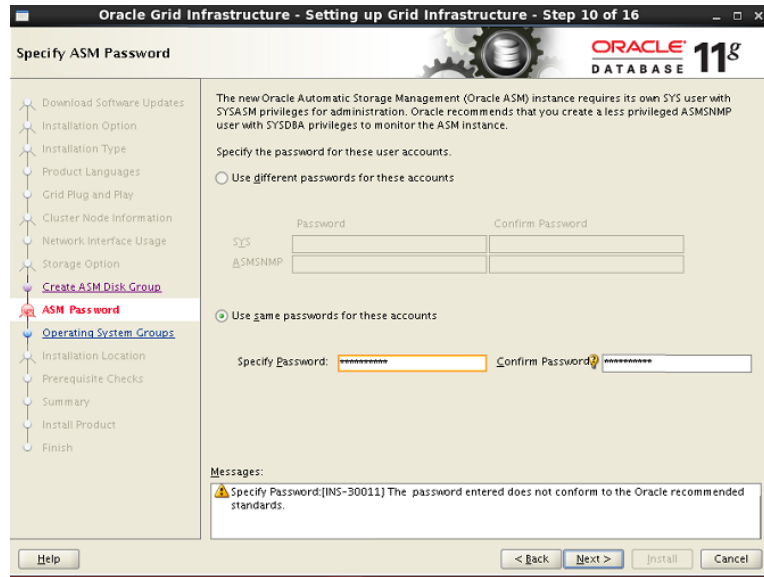 Oracle Grid Infrastructure - Setting up Grid Infrastructure - Step 10 of 16
Specify ASM Password
ORACLE
DATABASE 11g
Download Software Updates
Installation Option
Installation Type
Product Languages
Grid Plug and Play
Cluster Node Information
Network Interface Usage
Storage Option
Create ASM Disk Group
ASM Password
Operating System Groups
Installation Location
Prerequisite Checks
Summary
Install Product
Finish
The new Oracle Automatic Storage Management (Oracle ASM) instance requires its own SYS user with
SYSASM privileges for administration. Oracle recommends that you create a less privileged ASMSNMP
user with SYSDBA privileges to monitor the ASM instance.
Specify the password for these user accounts.
Use different passwords for these accounts
Password Confirm Password
SYS
ASMSNMP
Use same passwords for these accounts
Specify Password: ********** Confirm Password: **********
Messages:
Specify Password:[INS-30011] The password entered does not conform to the Oracle recommended
standards.
Help < Back Next > Install Cancel